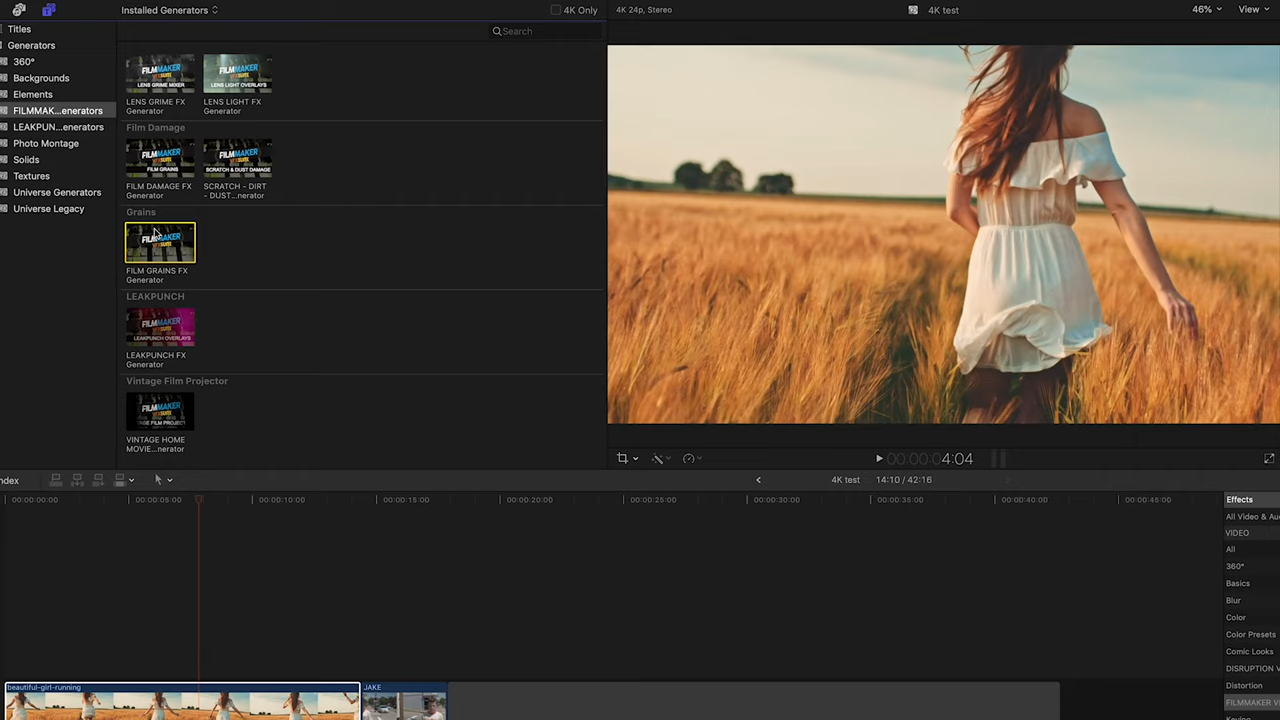 Installed Generators
4K Only
4K 24p, Stereo
4K test
46%
View
Titles
Generators
360°
Backgrounds
Elements
FILMMAK...enerators
LEAKPUN...enerators
Photo Montage
Solids
Textures
Universe Generators
Universe Legacy
Search
FILMMAKER
LENS GRIME MIXER
FILMMAKER
LENS LIGHT OVERLAYS
LENS GRIME FX
Generator
LENS LIGHT FX
Generator
Film Damage
FILMMAKER
FILM GRAINS
FILMMAKER
SCRATCH & DUST DAMAGE
FILM DAMAGE FX
Generator
SCRATCH - DIRT
- DUST...nerator
Grains
FILM GRAINS FX
Generator
LEAKPUNCH
FILMMAKER
LEAKPUNCH OVERLAYS
LEAKPUNCH FX
Generator
Vintage Film Projector
FILMMAKER
VINTAGE HOME
MOVIE...nerator
00:00:04:04
ndex
4K test
14:10 / 42:16
00:00:00:00
00:00:05:00
00:00:10:00
00:00:15:00
00:00:20:00
00:00:25:00
00:00:30:00
00:00:35:00
00:00:40:00
00:00:45:00
Effects
All Video & Au
VIDEO
All
360°
Basics
Blur
Color
Color Presets
Comic Looks
DISRUPTION V
Distortion
FILMMAKER V
beautiful-girl-running
JAKE